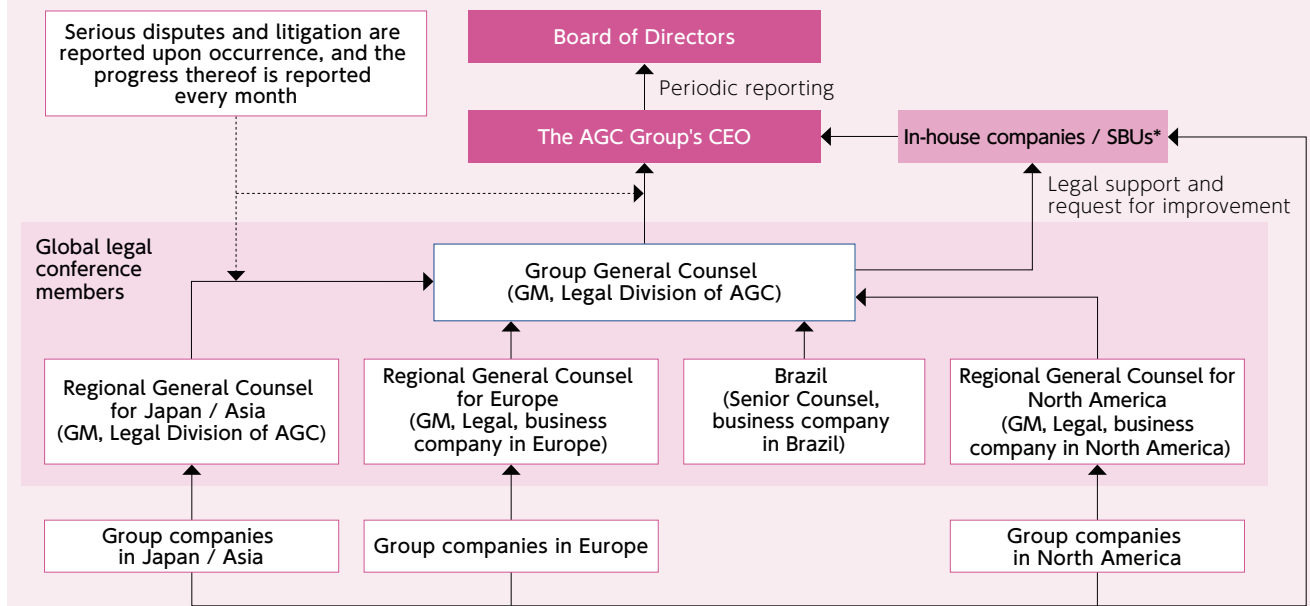 Serious disputes and litigation are
reported upon occurrence, and the
progress thereof is reported
every month
Board of Directors
Periodic reporting
The AGC Group's CEO
In-house companies / SBUs*
Legal support and
request for improvement
Global legal
conference
members
Group General Counsel
(GM, Legal Division of AGC)
Regional General Counsel
for Japan / Asia
(GM, Legal Division of AGC)
Regional General Counsel
for Europe
(GM, Legal, business
company in Europe)
Brazil
(Senior Counsel,
business company
in Brazil)
Regional General Counsel for
North America
(GM, Legal, business
company in North America)
Group companies
in Japan / Asia
Group companies in Europe
Group companies
in North America